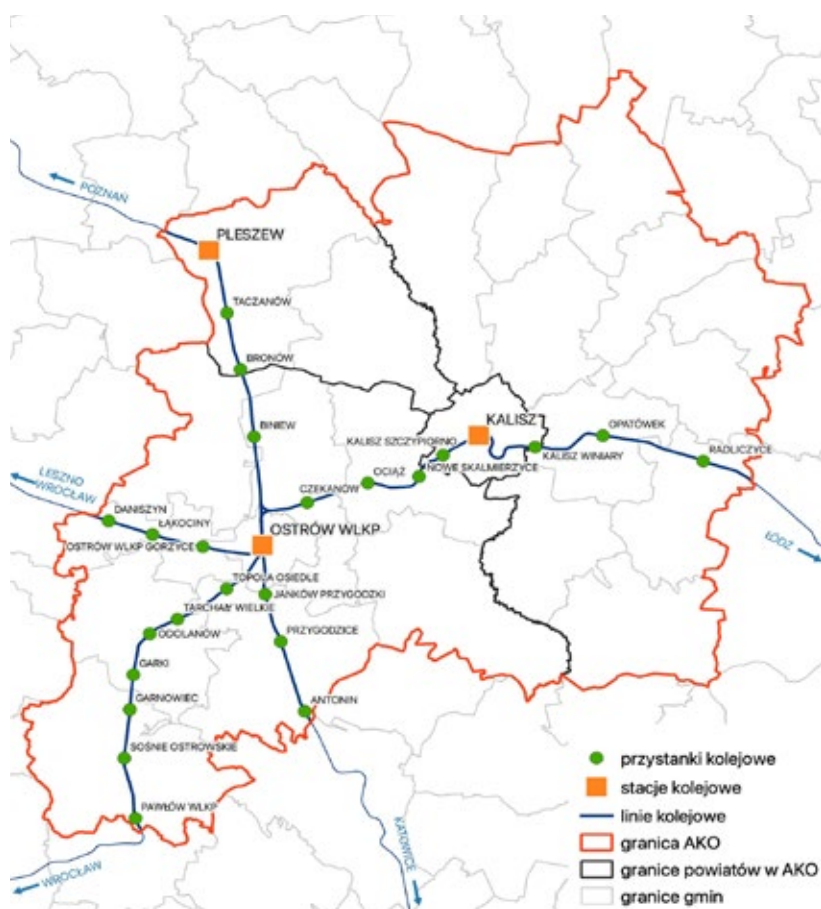 POZNAŃ
PLESZEW
TACZANÓW
BRONÓW
BINIEW
KALISZ
OPATÓWEK
KALISZ SZCZYPIORNO
KALISZ WINIARY
RADLICZYCE
OCIĄŻ
NOWE SKALMIERZYCE
LESZNO
WROCŁAW
CZEKANÓW
DANISZYN
ŁĄKOCINY
OSTRÓW WLKP
OSTRÓW WLKP GORZYCE
ŁÓDŹ
TOPOLA OSIEDLE
JANKÓW PRZYGODZKI
TARCHAŁY WIELKIE
ODOLANÓW
PRZYGODZICE
GARKI
GARNOWIEC
ANTONIN
SOŚNIE OSTROWSKIE
PAWŁÓW WLKP
WROCŁAW
KATOWICE
przystanki kolejowe
stacje kolejowe
linie kolejowe
granica AKO
granice powiatów w AKO
granice gmin